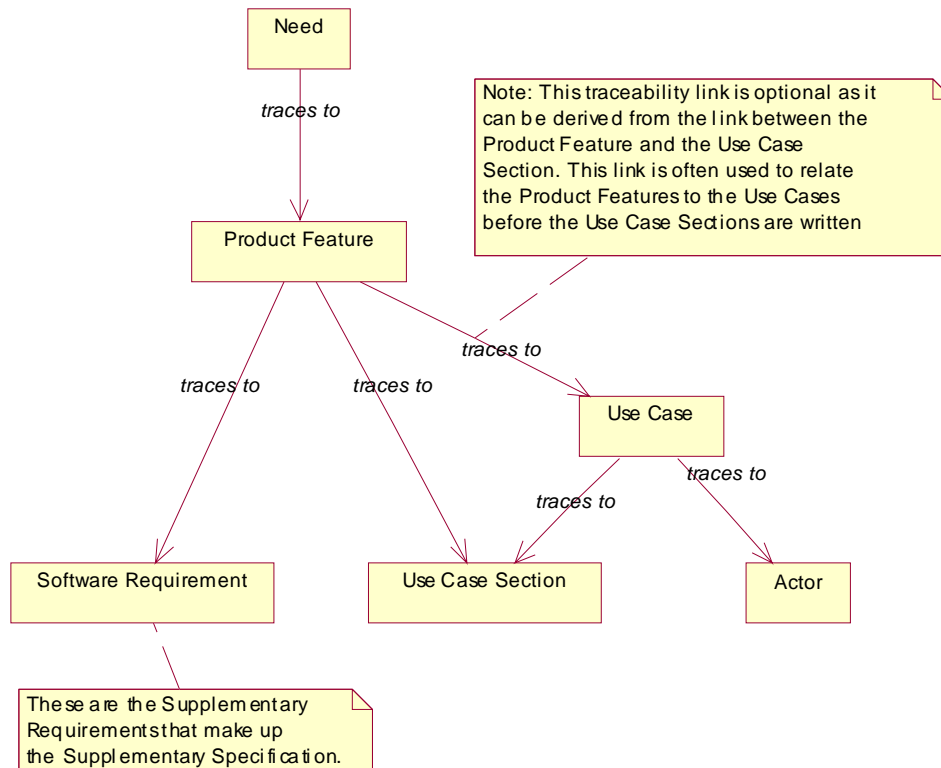 Need
traces to
Note: This traceability link is optional as it
can be derived from the link between the
Product Feature and the Use Case
Section. This link is often used to relate
the Product Features to the Use Cases
before the Use Case Sections are written
Product Feature
traces to
traces to
traces to
Use Case
traces to
traces to
Software Requirement
Use Case Section
Actor
These are the Supplementary
Requirements that make up
the Supplementary Specification.